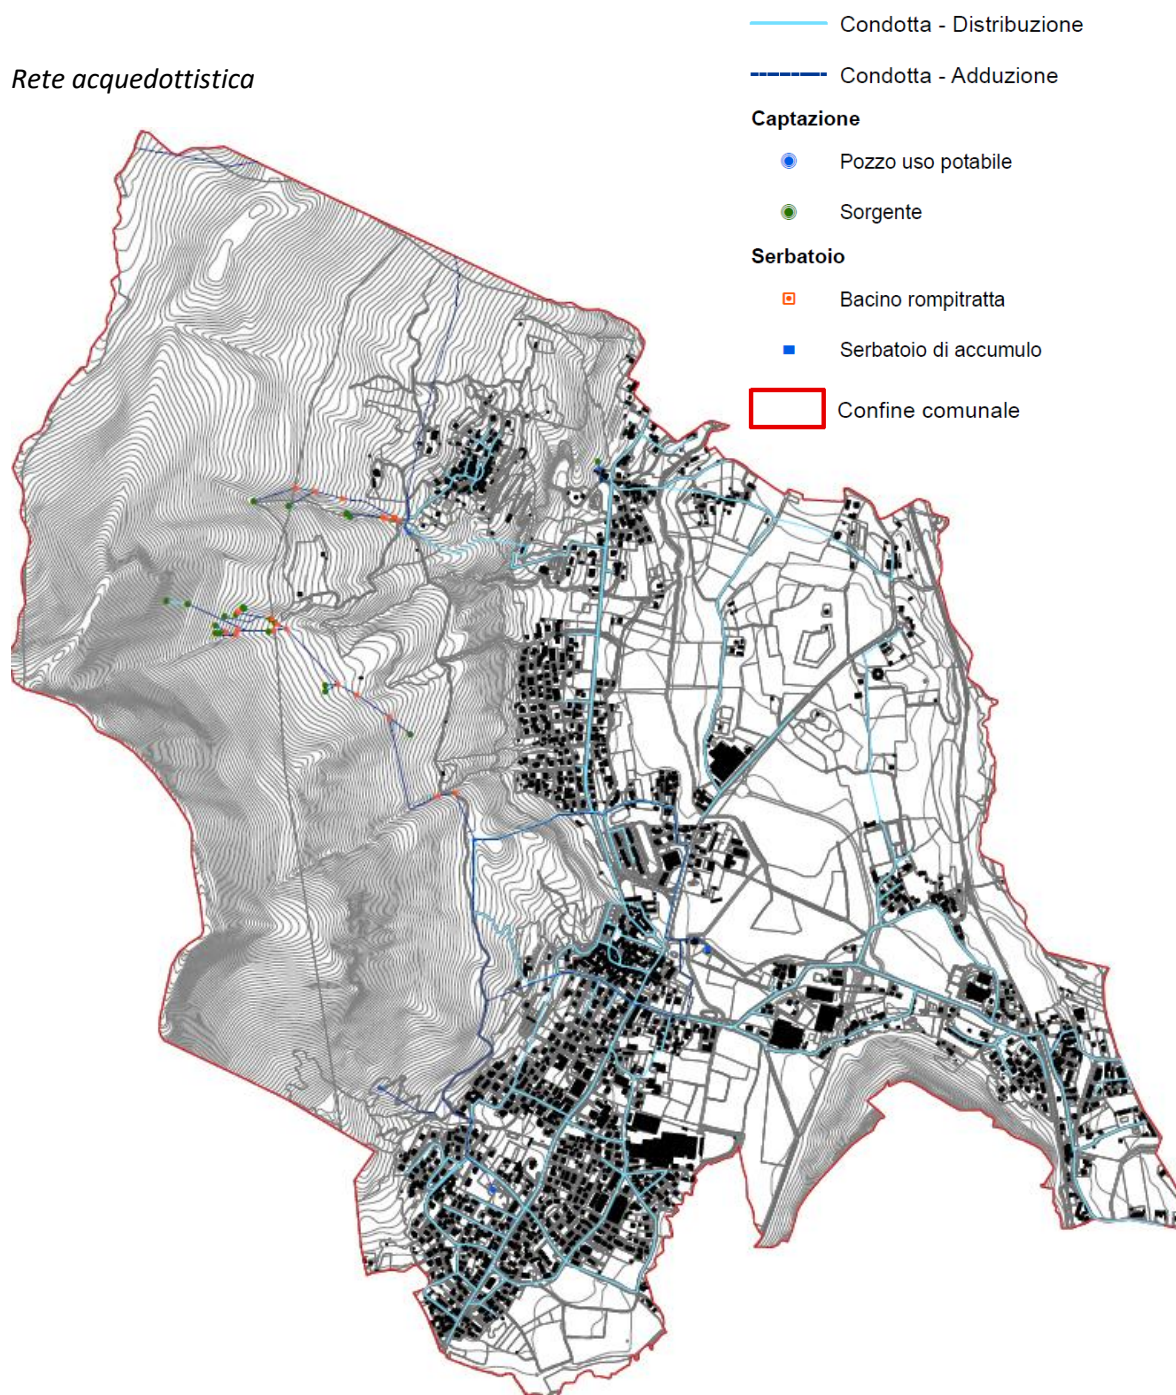 Condotta - Distribuzione
Rete acquedottistica
Condotta - Adduzione
Captazione
Pozzo uso potabile
Sorgente
Serbatoio
Bacino rompitratta
Serbatoio di accumulo
Confine comunale